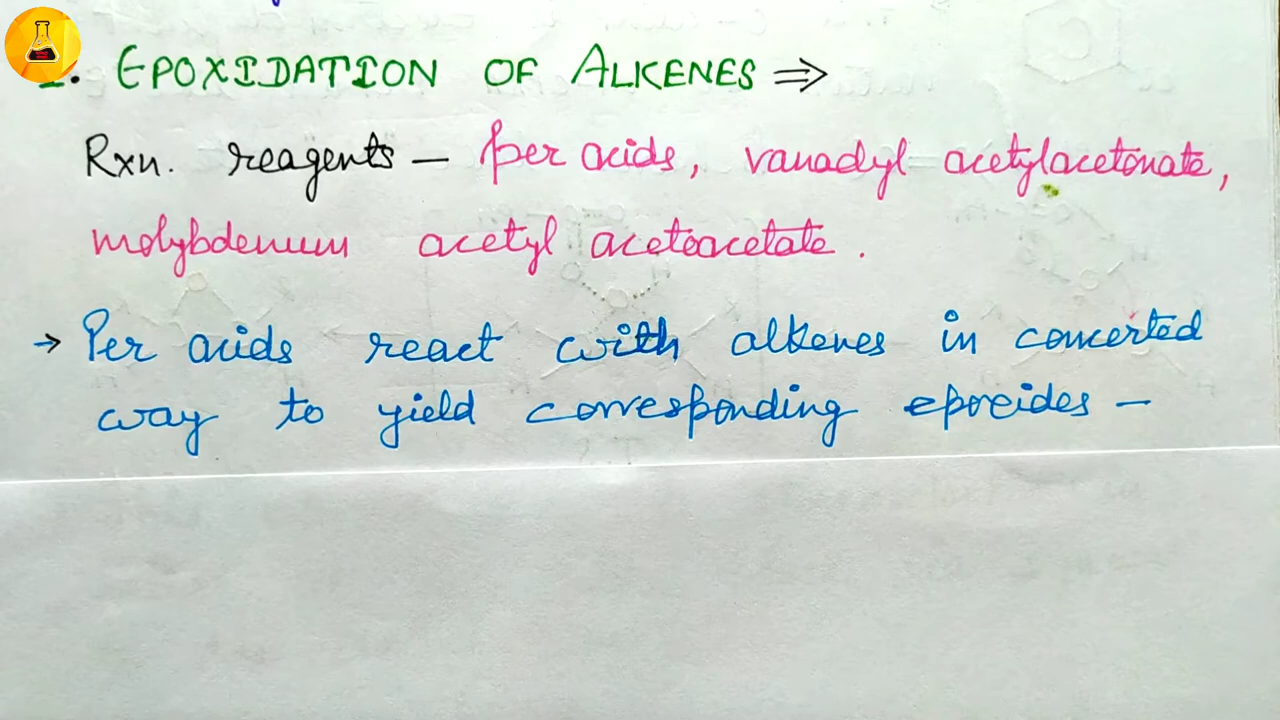 1. EPOXIDATION OF ALKENES ⇒
Rxn. reagents – per acids, vanadyl acetylacetonate,
molybdenum acetyl acetoacetate.
→ Per acids react with alkenes in concerted
way to yield corresponding epoxides –